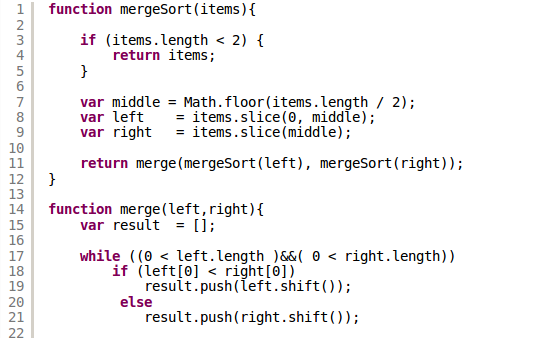 1 function mergeSort(items){
2
3 if (items.length < 2) {
4 return items;
5 }
6
7 var middle = Math.floor(items.length / 2);
8 var left = items.slice(0, middle);
9 var right = items.slice(middle);
10
11 return merge(mergeSort(left), mergeSort(right));
12 }
13
14 function merge(left,right){
15 var result = [];
16
17 while ((0 < left.length )&&( 0 < right.length))
18 if (left[0] < right[0])
19 result.push(left.shift());
20 else
21 result.push(right.shift());
22